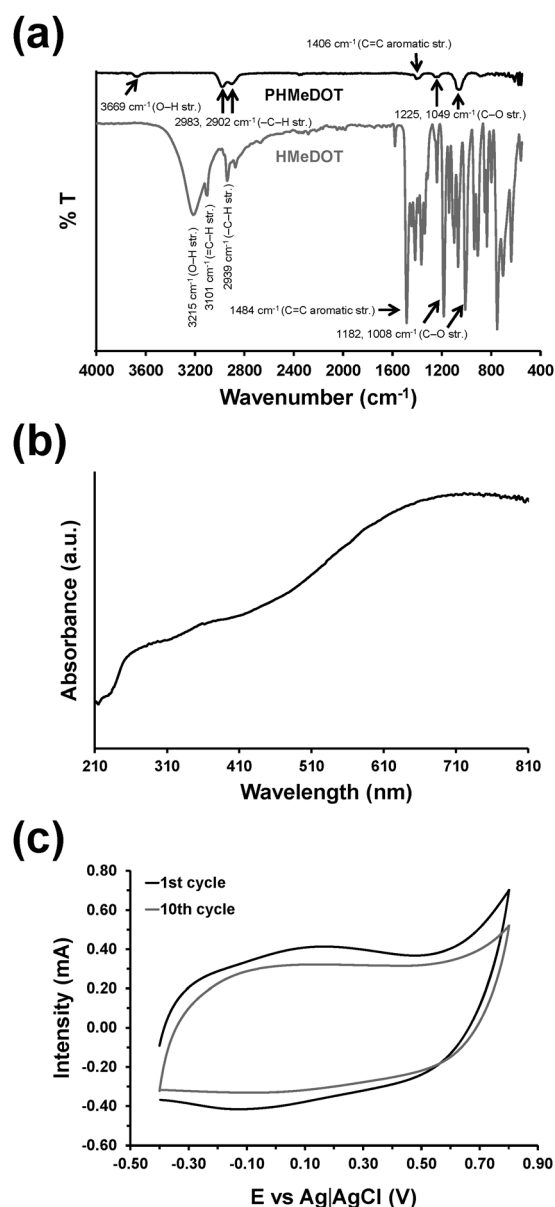 (a)
1406 cm⁻¹ (C=C aromatic str.)
3669 cm⁻¹ (O–H str.)
PHMeDOT
2983, 2902 cm⁻¹ (–C–H str.)
1225, 1049 cm⁻¹ (C–O str.)
HMeDOT
% T
3215 cm⁻¹ (O–H str.)
3101 cm⁻¹ (=C–H str.)
2939 cm⁻¹ (–C–H str.)
1484 cm⁻¹ (C=C aromatic str.)
1182, 1008 cm⁻¹ (C–O str.)
4000 3600 3200 2800 2400 2000 1600 1200 800 400
Wavenumber (cm⁻¹)
(b)
Absorbance (a.u.)
210 310 410 510 610 710 810
Wavelength (nm)
(c)
1st cycle
10th cycle
0.80
0.60
0.40
0.20
0.00
-0.20
-0.40
-0.60
Intensity (mA)
-0.50 -0.30 -0.10 0.10 0.30 0.50 0.70 0.90
E vs Ag|AgCl (V)